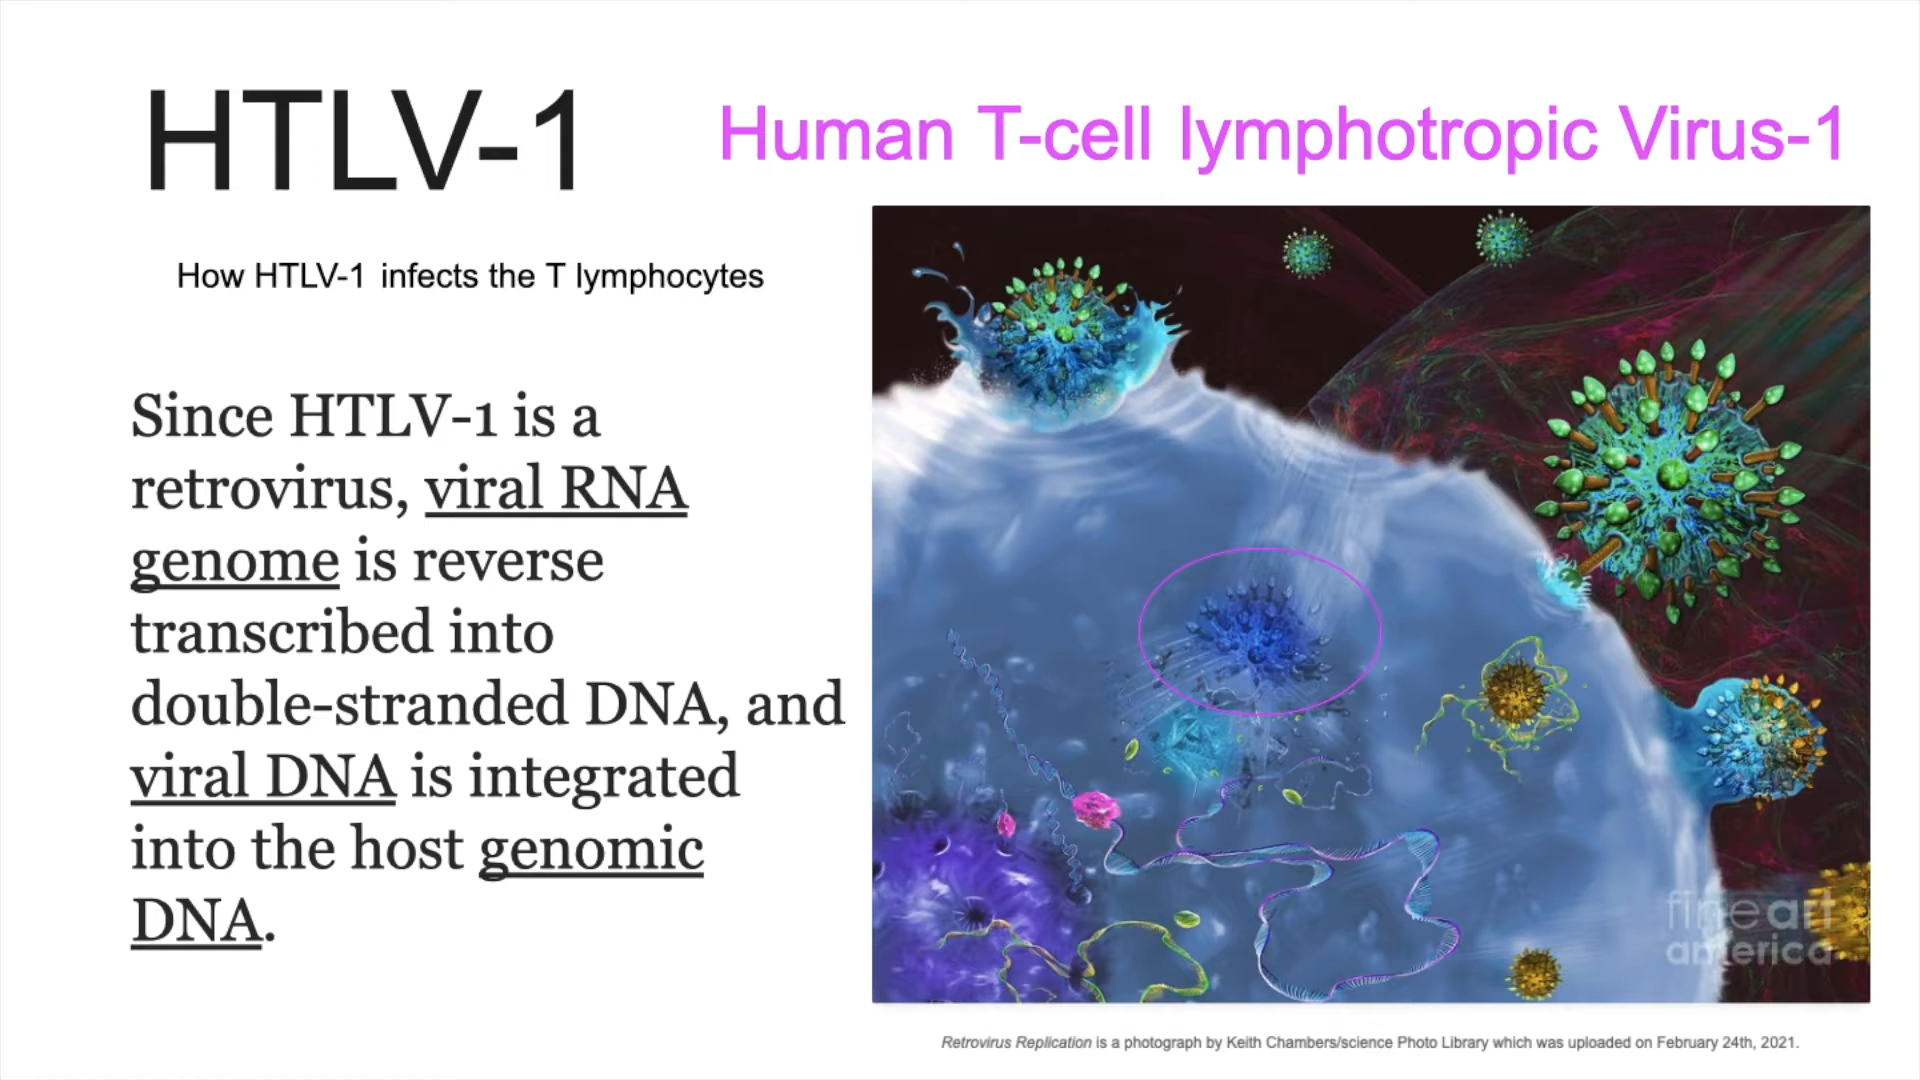 HTLV-1
Human T-cell lymphotropic Virus-1
How HTLV-1 infects the T lymphocytes
Since HTLV-1 is a
retrovirus, viral RNA
genome is reverse
transcribed into
double-stranded DNA, and
viral DNA is integrated
into the host genomic
DNA.
fine art
america
Retrovirus Replication is a photograph by Keith Chambers/science Photo Library which was uploaded on February 24th, 2021.